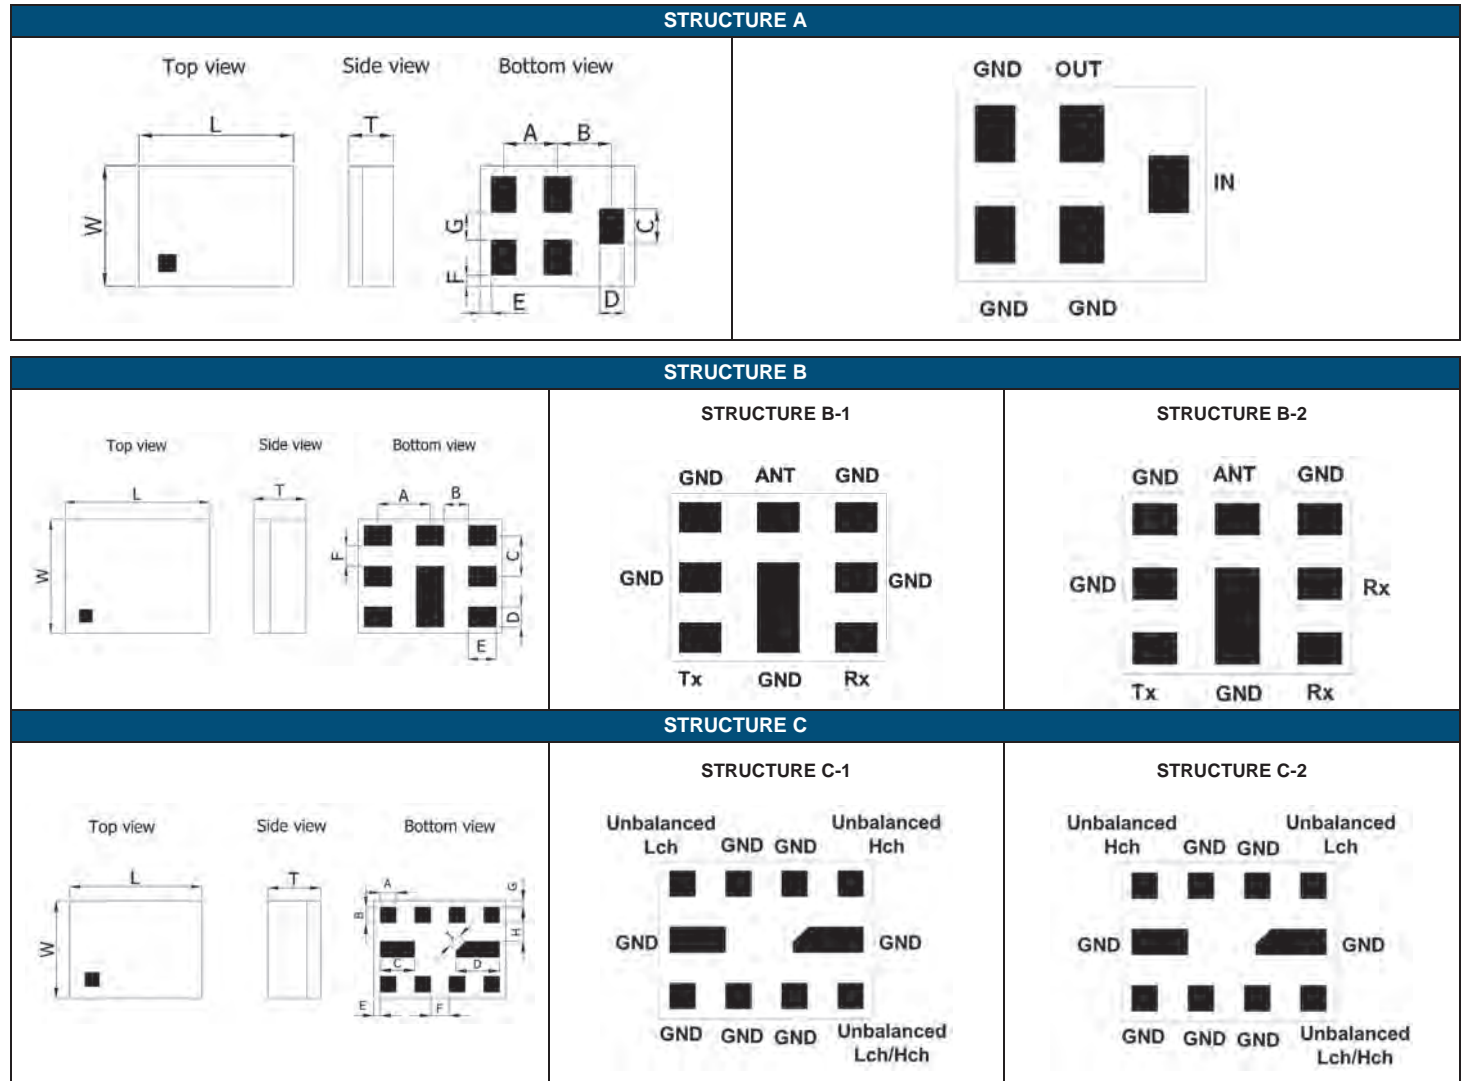 STRUCTURE A
Top view Side view Bottom view
L T A B
W G C
F E D
GND OUT
IN
GND GND
STRUCTURE B
Top view Side view Bottom view
L T A B
W F C
D
E
STRUCTURE B-1
GND ANT GND
GND GND
Tx GND Rx
STRUCTURE B-2
GND ANT GND
GND Rx
Tx GND Rx
STRUCTURE C
Top view Side view Bottom view
L T A G
W B H
C D
E F
STRUCTURE C-1
Unbalanced Unbalanced
Lch GND GND Hch
GND GND
GND GND GND Unbalanced
Lch/Hch
STRUCTURE C-2
Unbalanced Unbalanced
Hch GND GND Lch
GND GND
GND GND GND Unbalanced
Lch/Hch